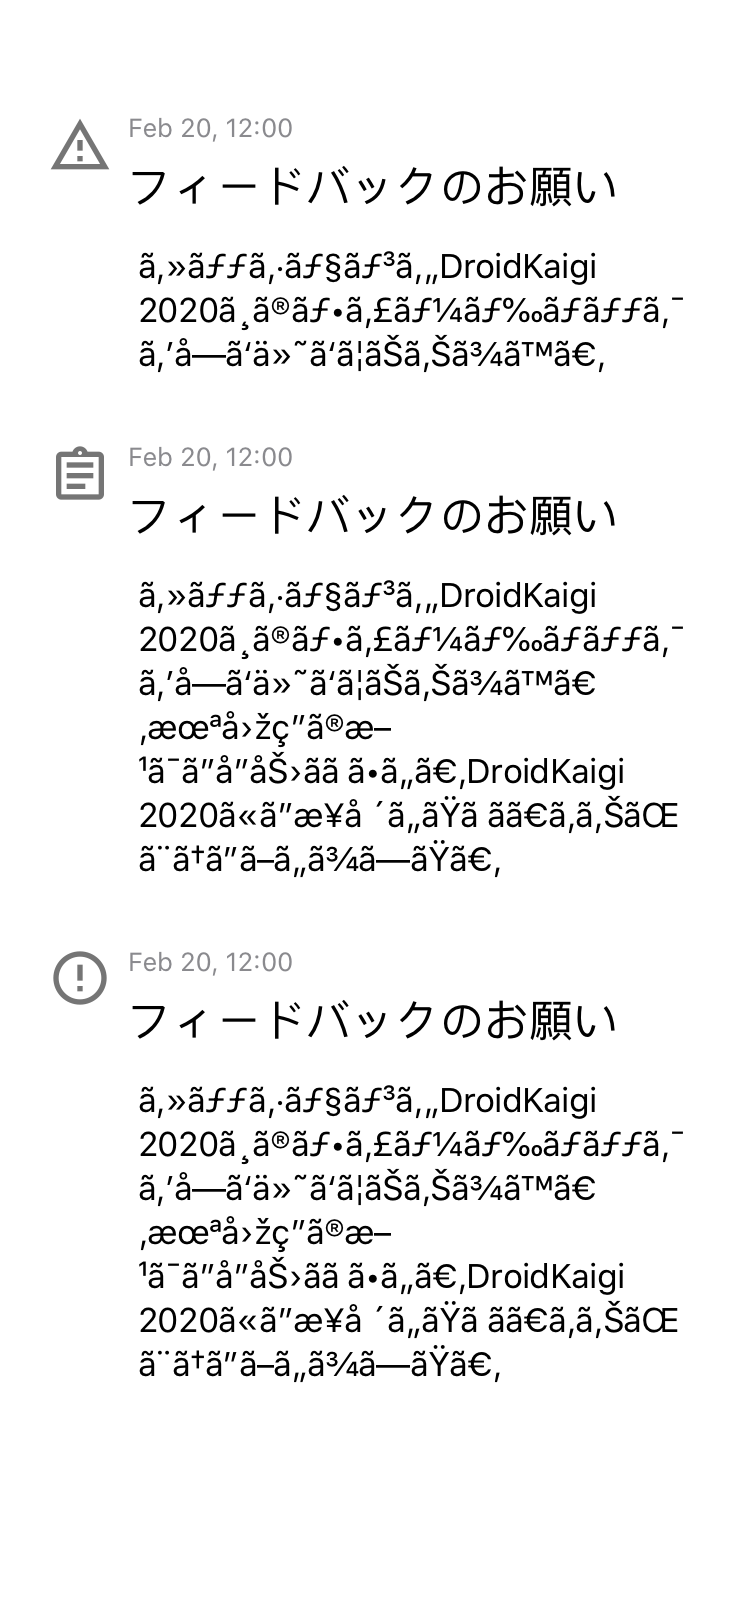 Feb 20, 12:00
フィードバックのお願い
ã‚»ãƒƒã‚·ãƒ§ãƒ³ã‚„DroidKaigi
2020ã¸ã®ãƒ•ã‚£ãƒ¼ãƒ‰ãƒãƒƒã‚¯
ã‚’å—ã‘ä»˜ã‘ã¦ãŠã‚Šã¾ã™ã€‚
Feb 20, 12:00
フィードバックのお願い
ã‚»ãƒƒã‚·ãƒ§ãƒ³ã‚„DroidKaigi
2020ã¸ã®ãƒ•ã‚£ãƒ¼ãƒ‰ãƒãƒƒã‚¯
ã‚’å—ã‘ä»˜ã‘ã¦ãŠã‚Šã¾ã™ã€
‚æœªå›žç”ã®æ–
¹ã¯ã”å”åŠ›ãã ã•ã„ã€‚DroidKaigi
2020ã«ã”æ¥å ´ã„ãŸã ãã€ã‚ã‚ŠãŒ
ã¨ã†ã”ã–ã„ã¾ã—ãŸã€‚
Feb 20, 12:00
フィードバックのお願い
ã‚»ãƒƒã‚·ãƒ§ãƒ³ã‚„DroidKaigi
2020ã¸ã®ãƒ•ã‚£ãƒ¼ãƒ‰ãƒãƒƒã‚¯
ã‚’å—ã‘ä»˜ã‘ã¦ãŠã‚Šã¾ã™ã€
‚æœªå›žç”ã®æ–
¹ã¯ã”å”åŠ›ãã ã•ã„ã€‚DroidKaigi
2020ã«ã”æ¥å ´ã„ãŸã ãã€ã‚ã‚ŠãŒ
ã¨ã†ã”ã–ã„ã¾ã—ãŸã€‚